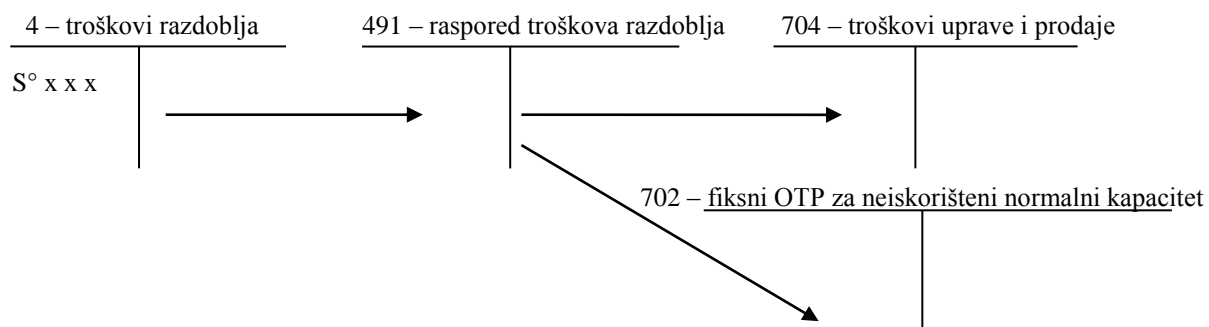 4 – troškovi razdoblja
491 – raspored troškova razdoblja
704 – troškovi uprave i prodaje
S° x x x
702 – fiksni OTP za neiskorišteni normalni kapacitet